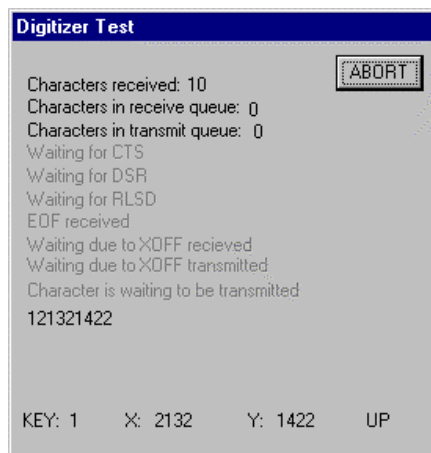 Digitizer Test
ABORT
Characters received: 10
Characters in receive queue: 0
Characters in transmit queue: 0
Waiting for CTS
Waiting for DSR
Waiting for RLSD
EOF received
Waiting due to XOFF recieved
Waiting due to XOFF transmitted
Character is waiting to be transmitted
121321422
KEY: 1 X: 2132 Y: 1422 UP